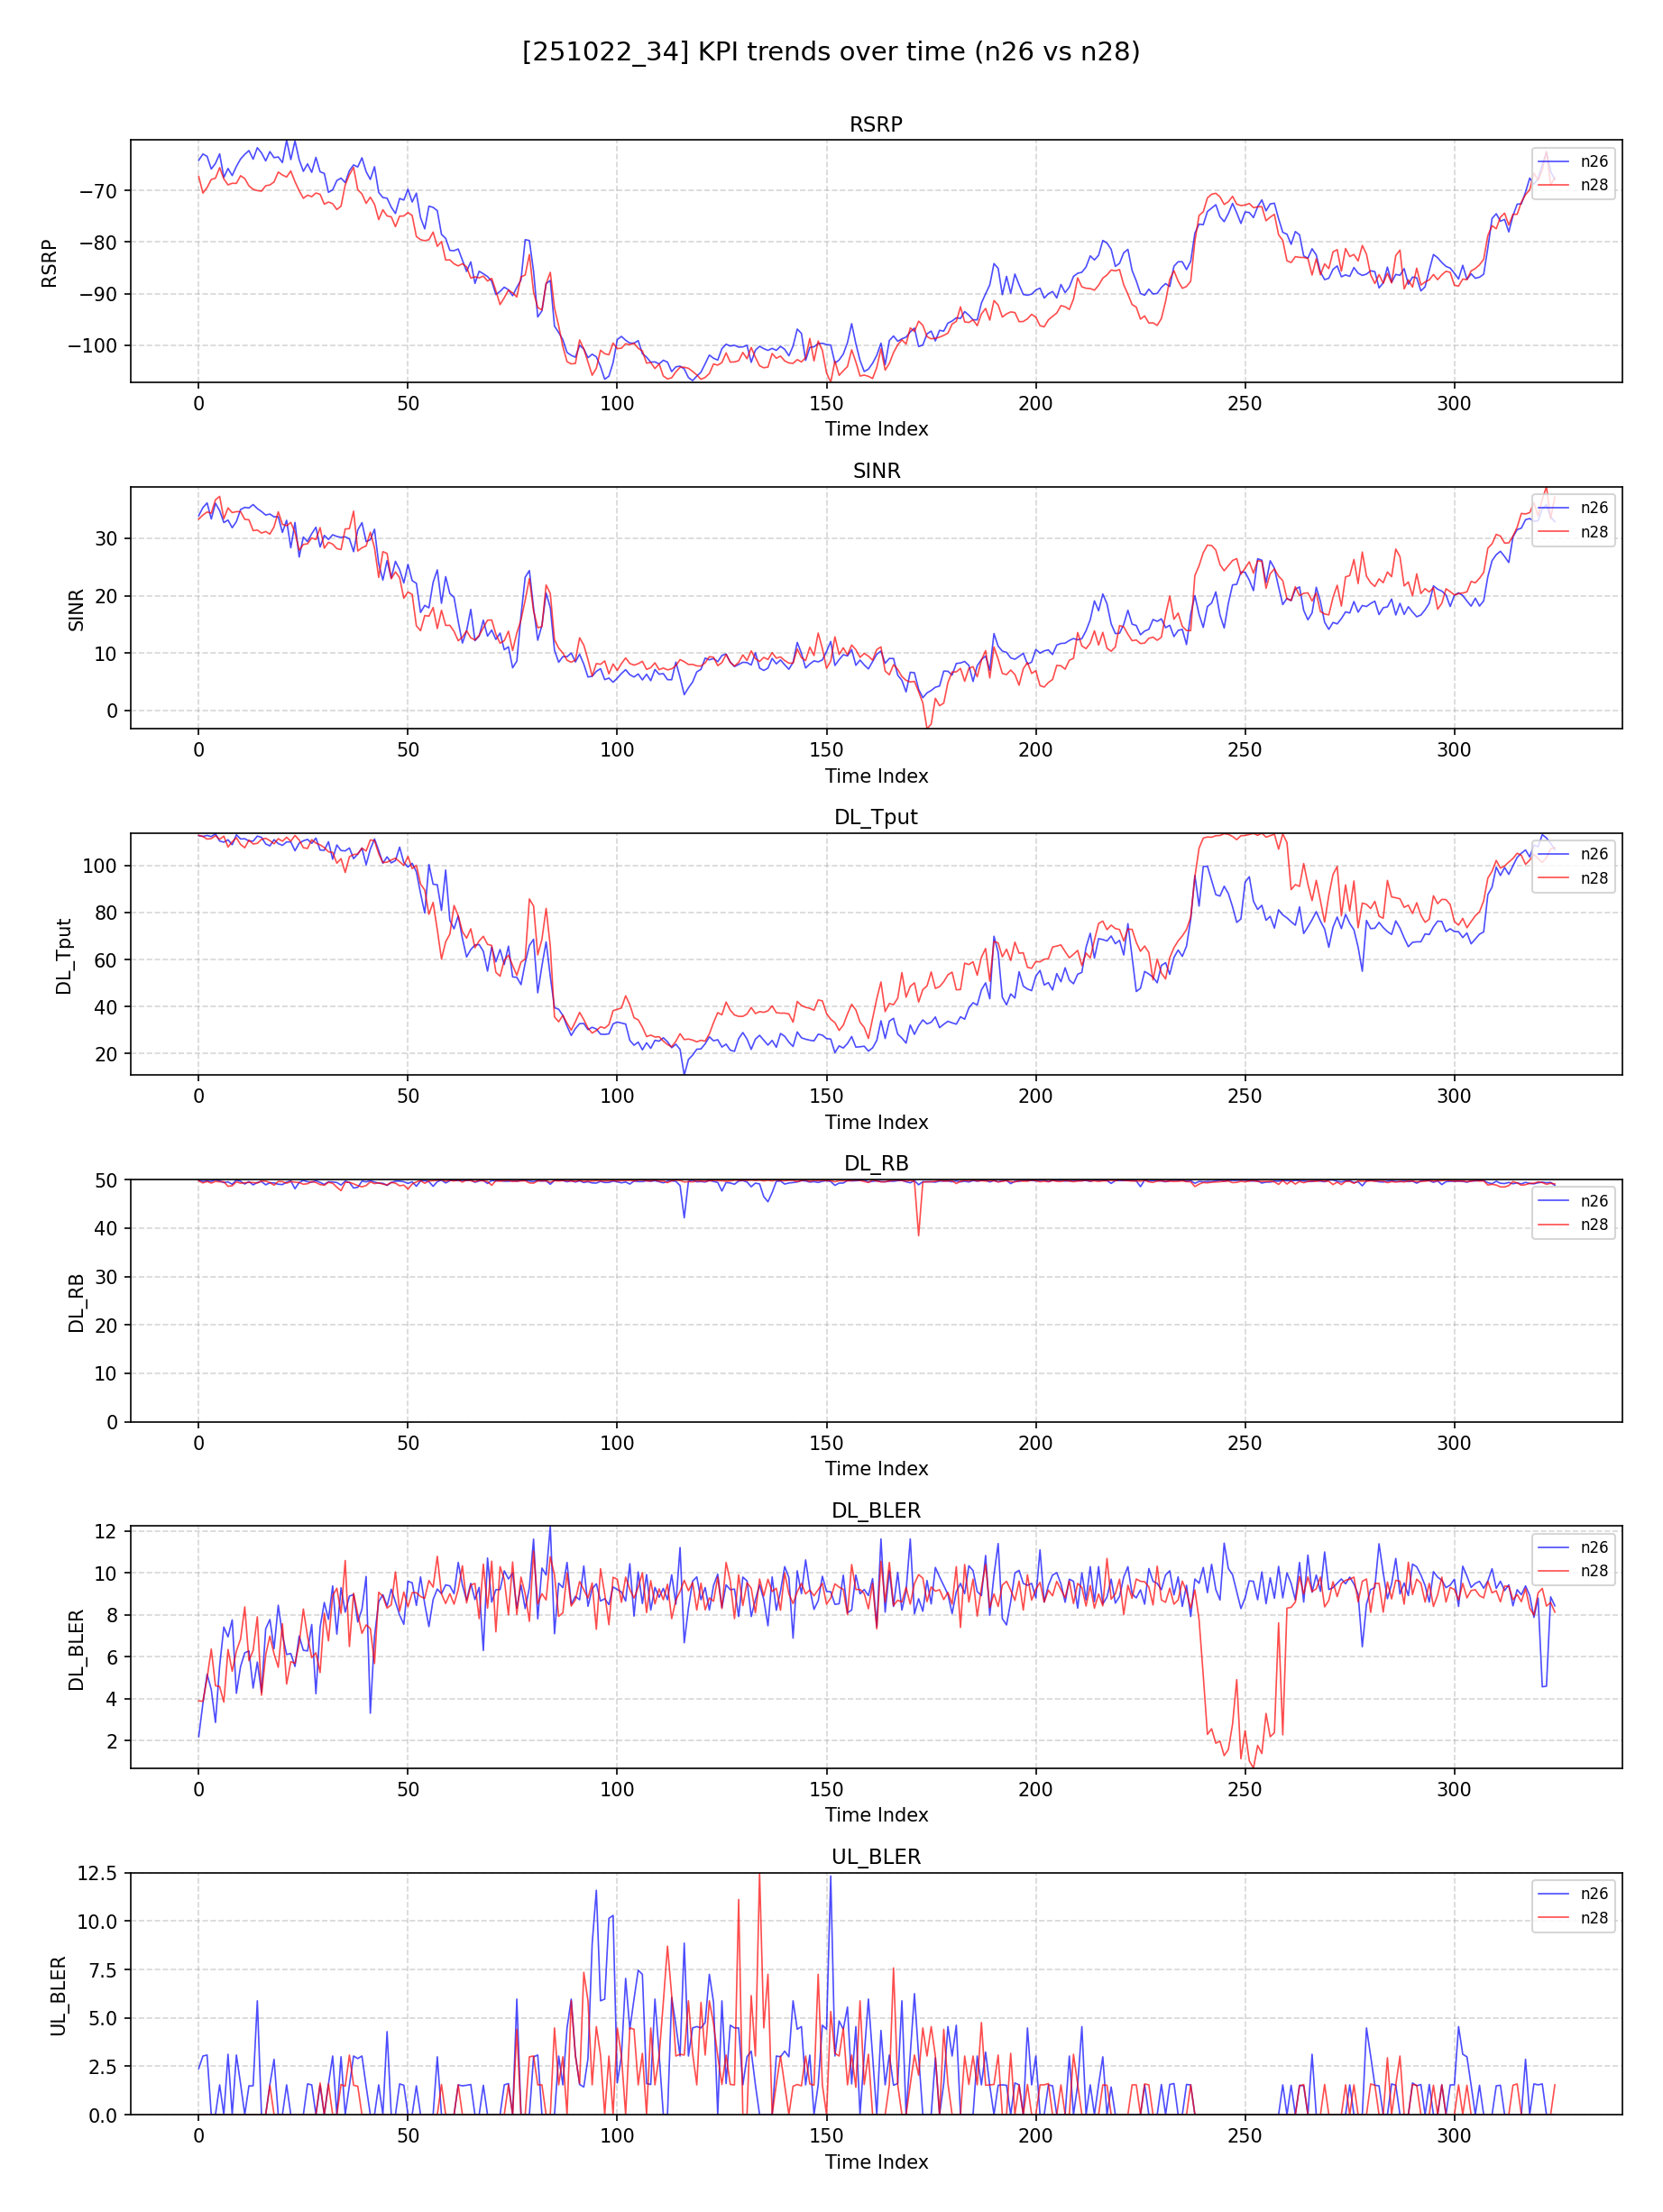 [251022_34] KPI trends over time (n26 vs n28)
RSRP
−70
−80
−90
−100
RSRP
n26
n28
0 50 100 150 200 250 300
Time Index
SINR
30
20
10
0
SINR
n26
n28
0 50 100 150 200 250 300
Time Index
DL_Tput
100
80
60
40
20
DL_Tput
n26
n28
0 50 100 150 200 250 300
Time Index
DL_RB
50
40
30
20
10
0
DL_RB
n26
n28
0 50 100 150 200 250 300
Time Index
DL_BLER
12
10
8
6
4
2
DL_BLER
n26
n28
0 50 100 150 200 250 300
Time Index
UL_BLER
12.5
10.0
7.5
5.0
2.5
0.0
UL_BLER
n26
n28
0 50 100 150 200 250 300
Time Index